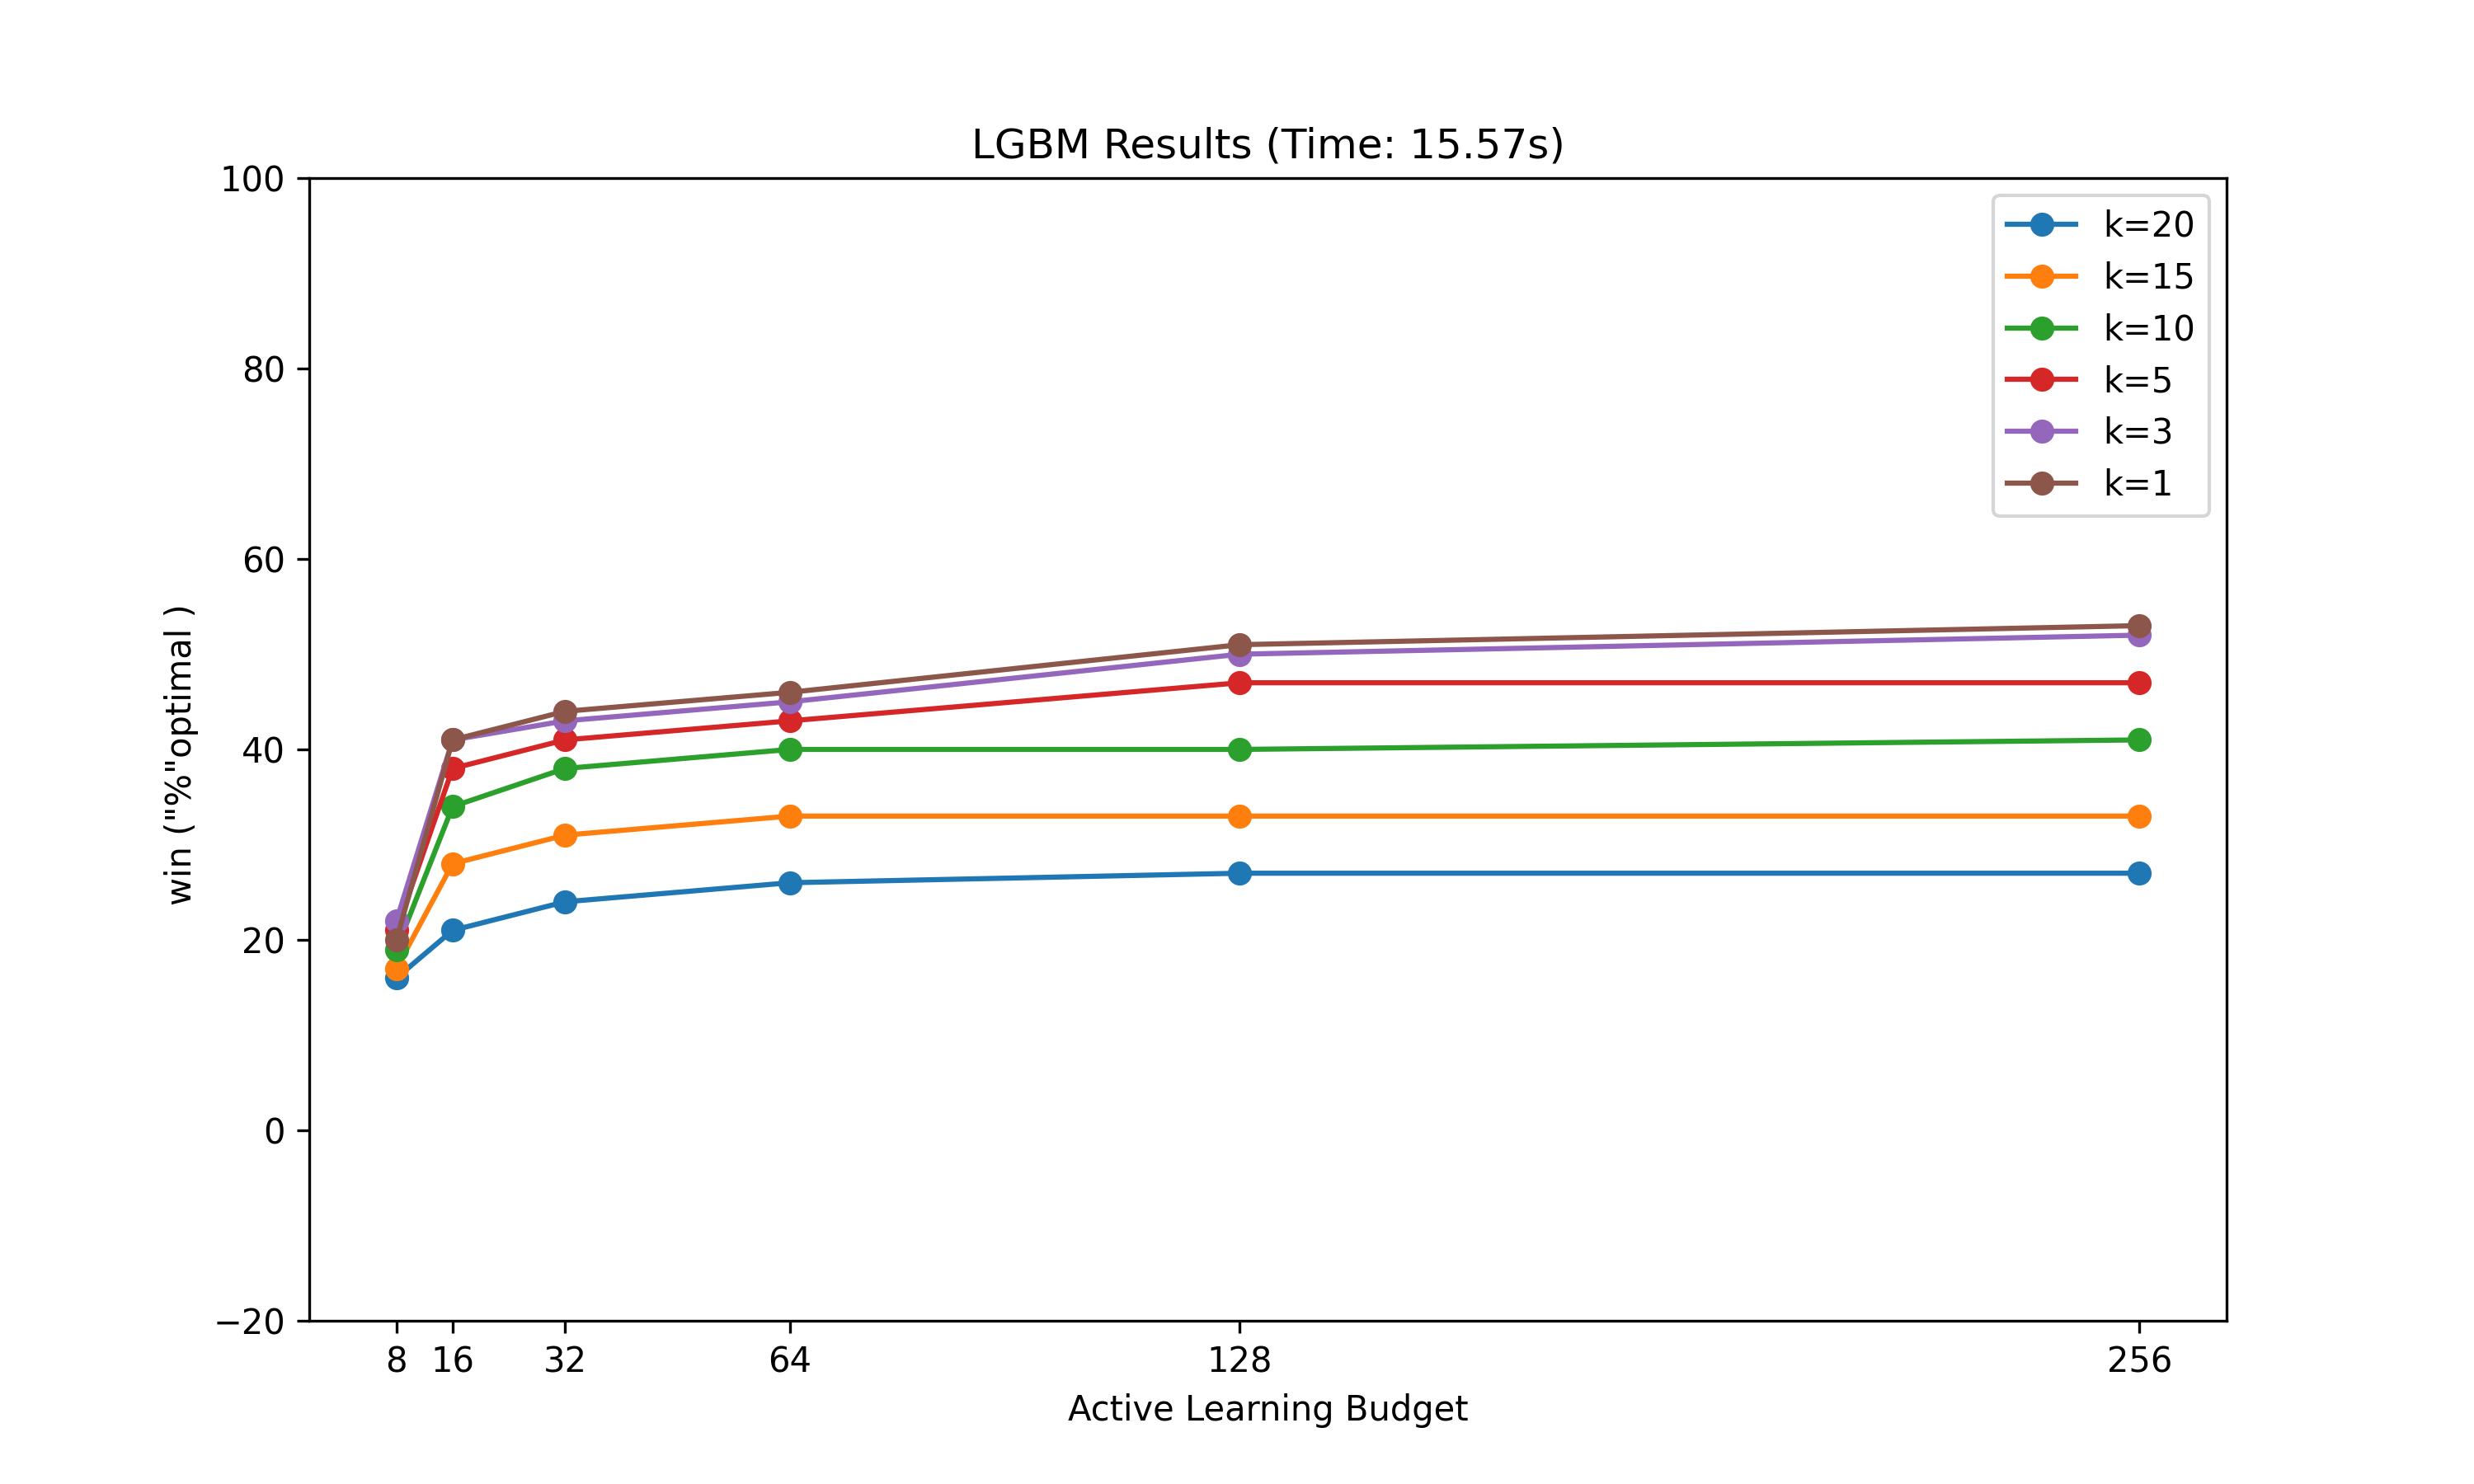 LGBM Results (Time: 15.57s)
100
80
60
40
20
0
−20
win ("%"optimal )
k=20
k=15
k=10
k=5
k=3
k=1
8 16 32 64 128 256
Active Learning Budget